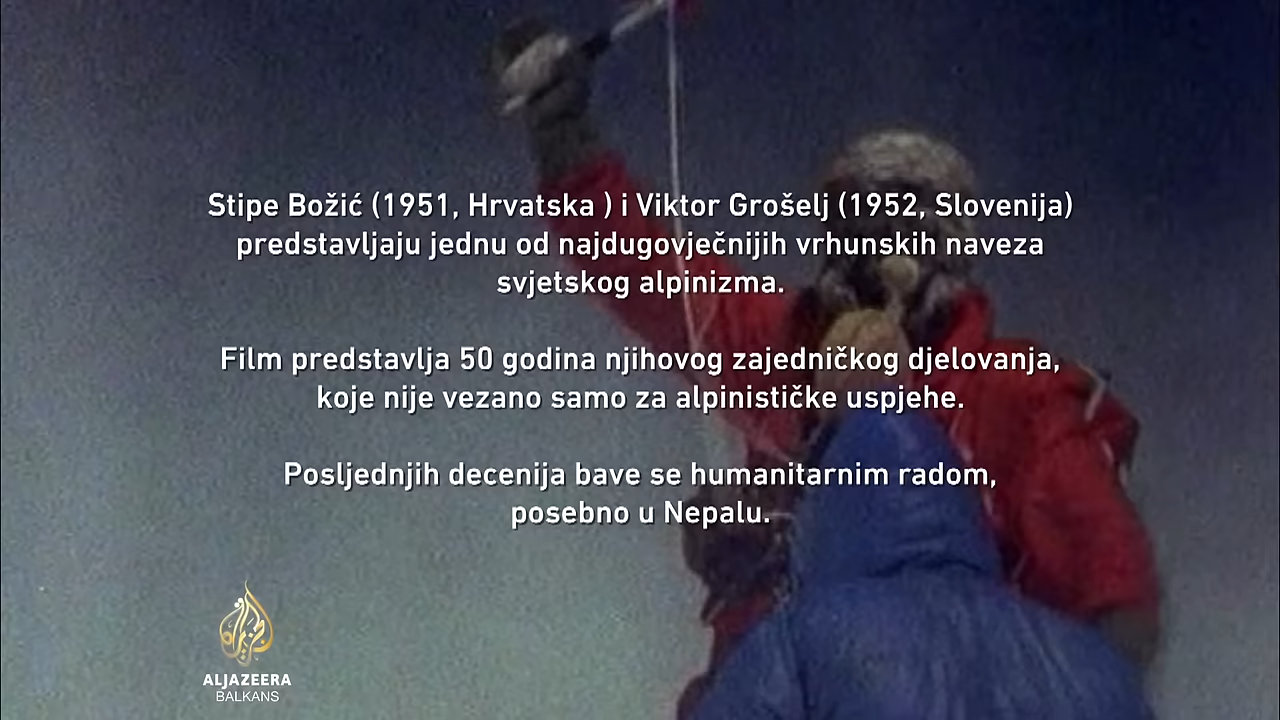 Stipe Božić (1951, Hrvatska ) i Viktor Grošelj (1952, Slovenija)
predstavljaju jednu od najdugovječnijih vrhunskih naveza
svjetskog alpinizma.
Film predstavlja 50 godina njihovog zajedničkog djelovanja,
koje nije vezano samo za alpinističke uspjehe.
Posljednjih decenija bave se humanitarnim radom,
posebno u Nepalu.
ALJAZEERA
BALKANS